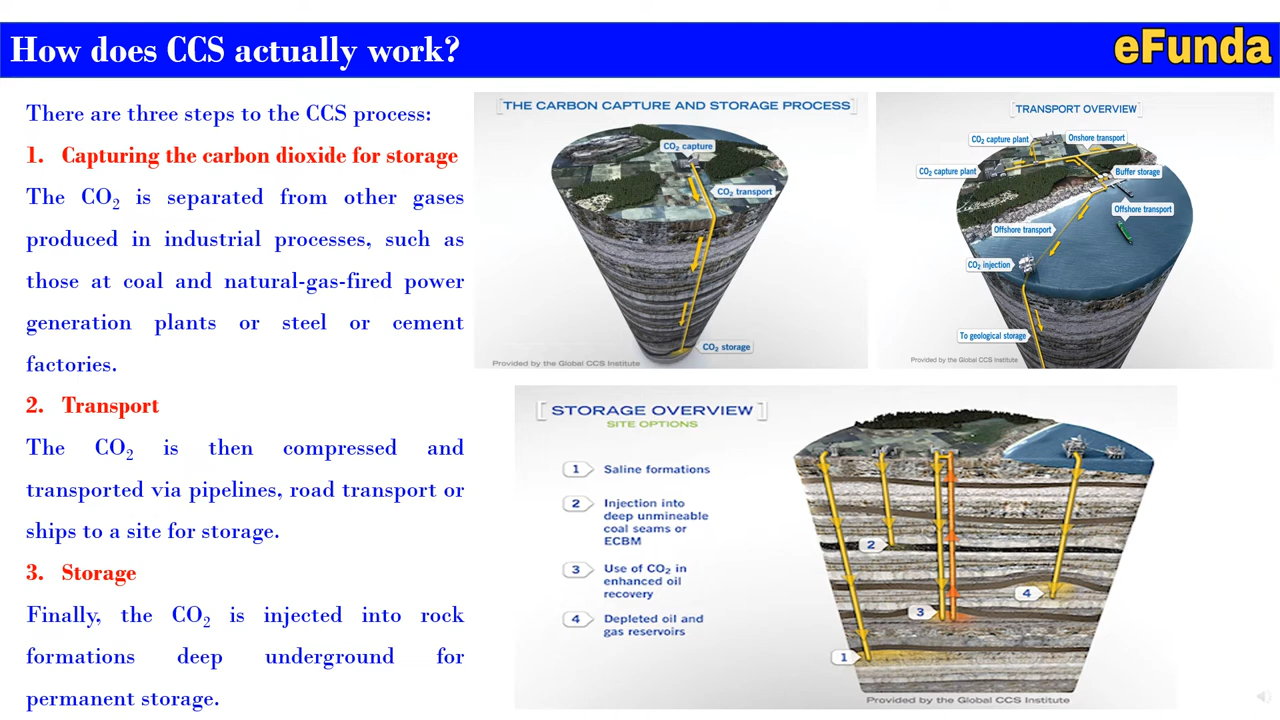 How does CCS actually work?
eFunda
There are three steps to the CCS process:
1. Capturing the carbon dioxide for storage
The CO₂ is separated from other gases
produced in industrial processes, such as
those at coal and natural-gas-fired power
generation plants or steel or cement
factories.
2. Transport
The CO₂ is then compressed and
transported via pipelines, road transport or
ships to a site for storage.
3. Storage
Finally, the CO₂ is injected into rock
formations deep underground for
permanent storage.
THE CARBON CAPTURE AND STORAGE PROCESS
CO₂ capture
CO₂ transport
CO₂ storage
Provided by the Global CCS Institute
TRANSPORT OVERVIEW
CO₂ capture plant
Onshore transport
CO₂ capture plant
Buffer storage
Offshore transport
Offshore transport
CO₂ injection
To geological storage
Provided by the Global CCS Institute
STORAGE OVERVIEW
SITE OPTIONS
1 Saline formations
2 Injection into
deep unmineable
coal seams or
ECBM
3 Use of CO₂ in
enhanced oil
recovery
4 Depleted oil and
gas reservoirs
2
4
3
1
Provided by the Global CCS Institute